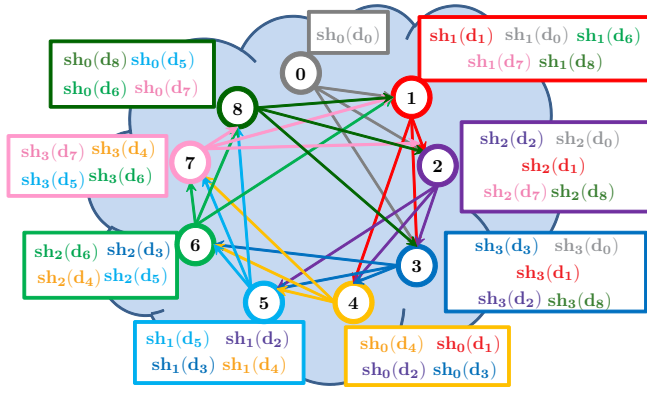 sh₀(d₀)
sh₁(d₁) sh₁(d₀) sh₁(d₆)
sh₁(d₇) sh₁(d₈)
sh₀(d₈) sh₀(d₅)
sh₀(d₆) sh₀(d₇)
0
1
8
sh₂(d₂) sh₂(d₀)
sh₂(d₁)
sh₂(d₇) sh₂(d₈)
sh₃(d₇) sh₃(d₄)
sh₃(d₅) sh₃(d₆)
7
2
sh₃(d₃) sh₃(d₀)
sh₃(d₁)
sh₃(d₂) sh₃(d₈)
sh₂(d₆) sh₂(d₃)
sh₂(d₄) sh₂(d₅)
6
3
5
4
sh₁(d₅) sh₁(d₂)
sh₁(d₃) sh₁(d₄)
sh₀(d₄) sh₀(d₁)
sh₀(d₂) sh₀(d₃)